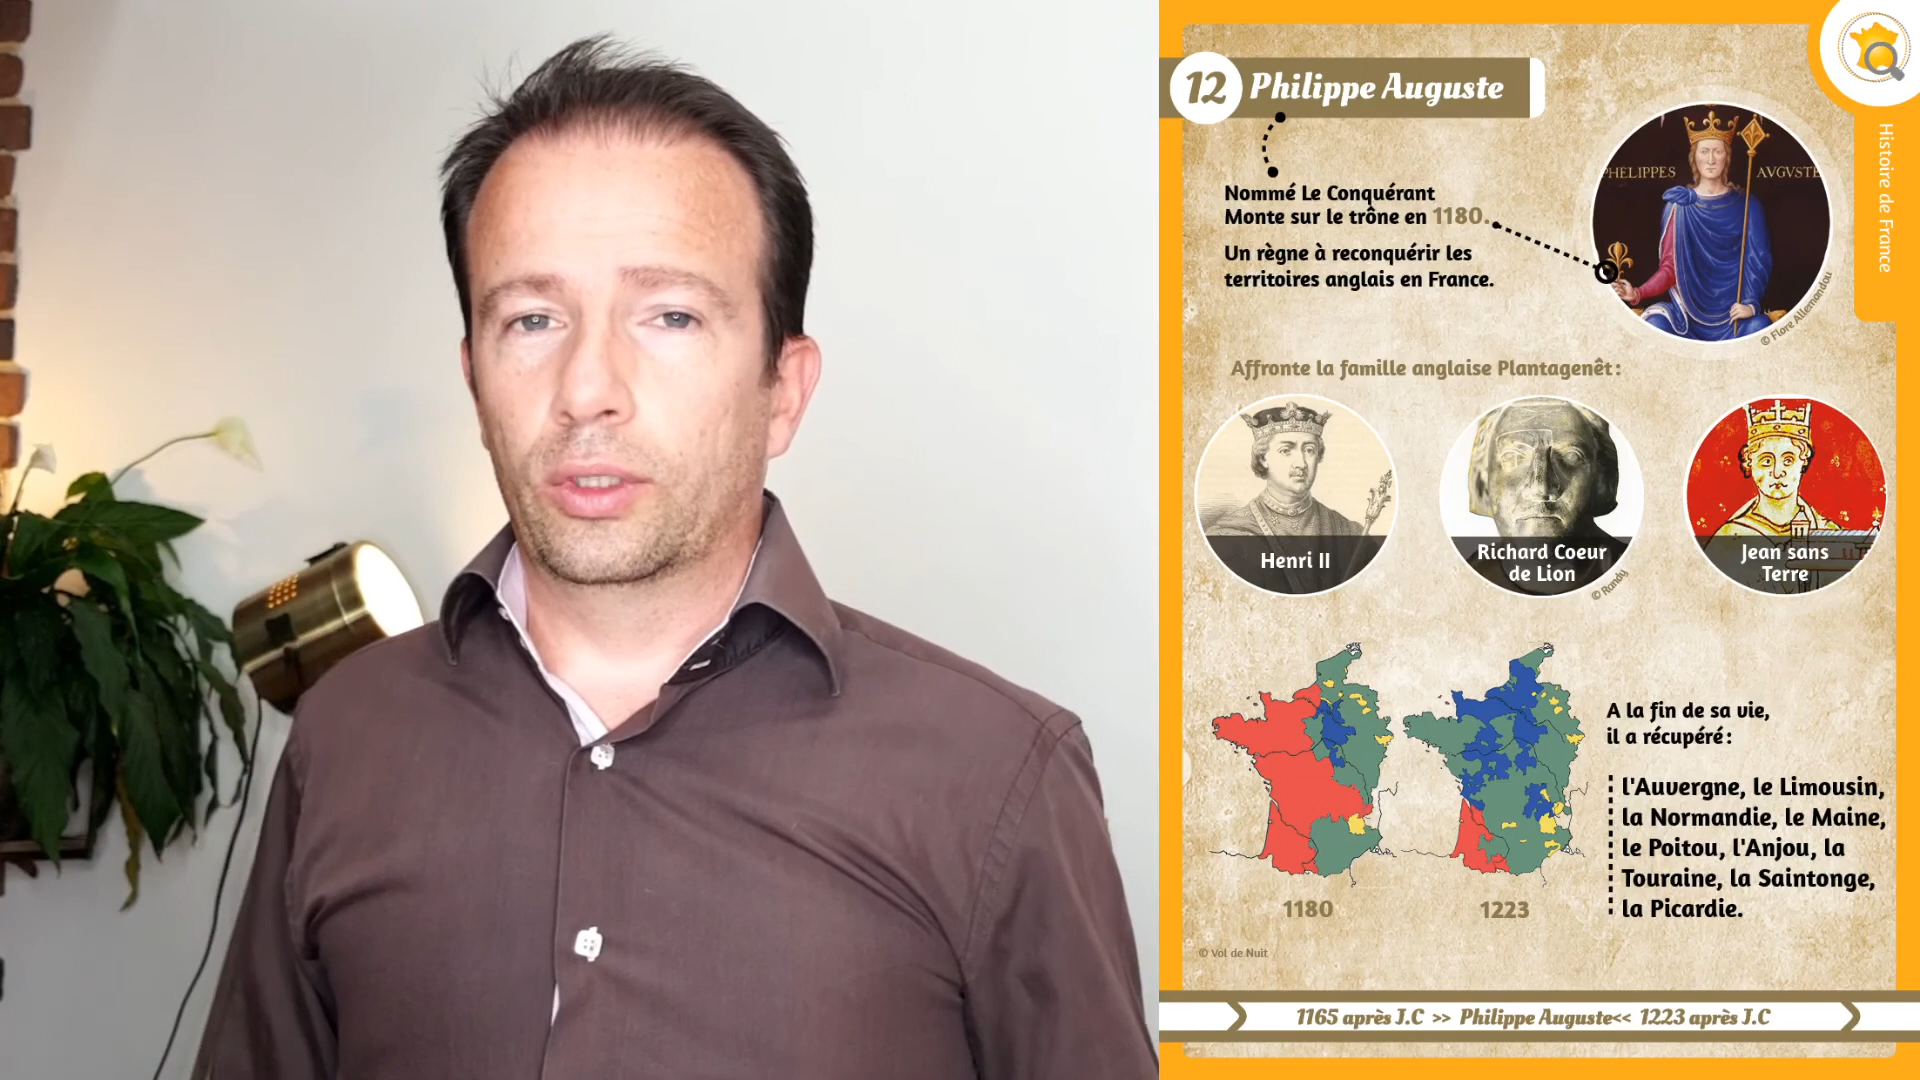 12 Philippe Auguste
Nommé Le Conquérant
Monte sur le trône en 1180.
Un règne à reconquérir les
territoires anglais en France.
PHELIPPES AVGVSTE
© Flore Allemandou
Histoire de France
Affronte la famille anglaise Plantagenêt :
Henri II
Richard Coeur
de Lion
© Randy
Jean sans
Terre
A la fin de sa vie,
il a récupéré :
l'Auvergne, le Limousin,
la Normandie, le Maine,
le Poitou, l'Anjou, la
Touraine, la Saintonge,
la Picardie.
1180
1223
© Vol de Nuit
1165 après J.C >> Philippe Auguste<< 1223 après J.C